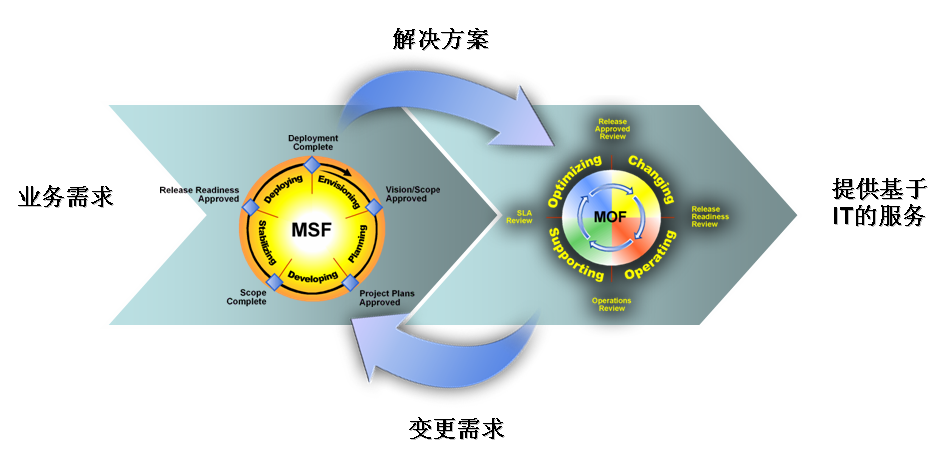 解决方案
业务需求
Deployment
Complete
Release Readiness
Approved
Vision/Scope
Approved
Deploying
Envisioning
Stabilizing
MSF
Planning
Developing
Scope
Complete
Project Plans
Approved
Release
Approved
Review
Optimizing
Changing
SLA
Review
MOF
Release
Readiness
Review
Supporting
Operating
Operations
Review
提供基于
IT的服务
变更需求